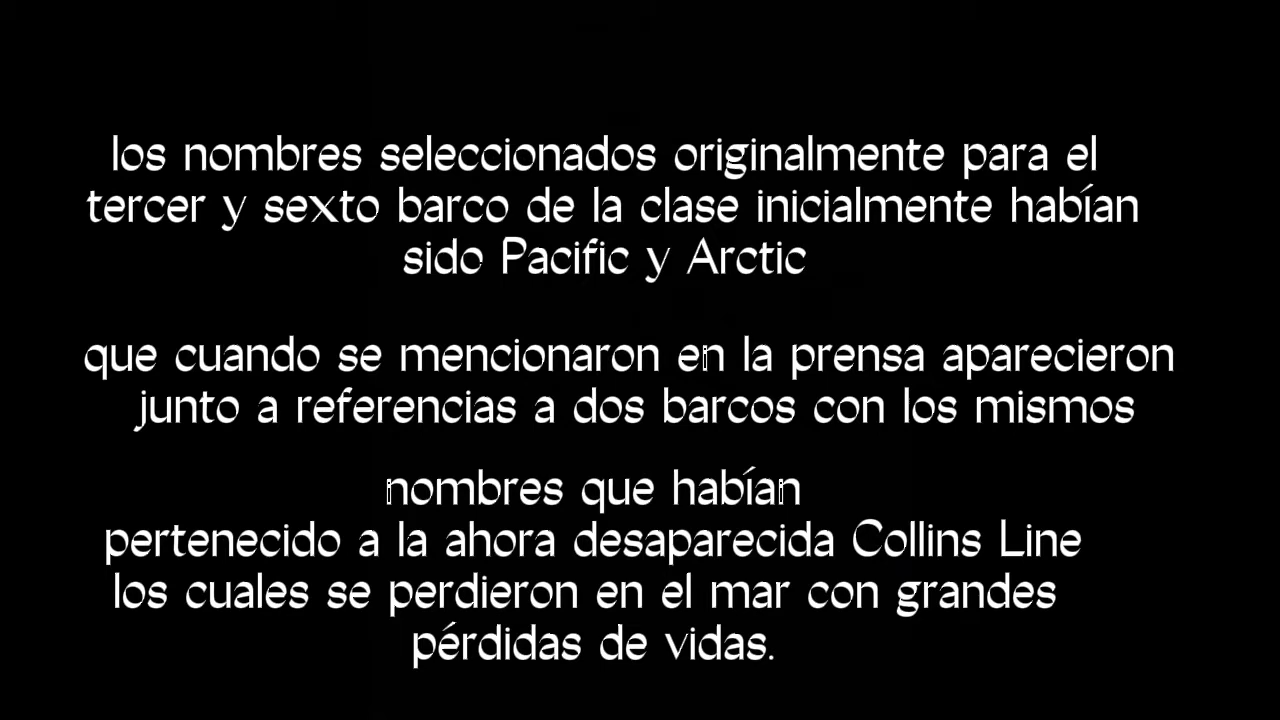 los nombres seleccionados originalmente para el
tercer y sexto barco de la clase inicialmente habían
sido Pacific y Arctic
que cuando se mencionaron en la prensa aparecieron
junto a referencias a dos barcos con los mismos
nombres que habían
pertenecido a la ahora desaparecida Collins Line
los cuales se perdieron en el mar con grandes
pérdidas de vidas.